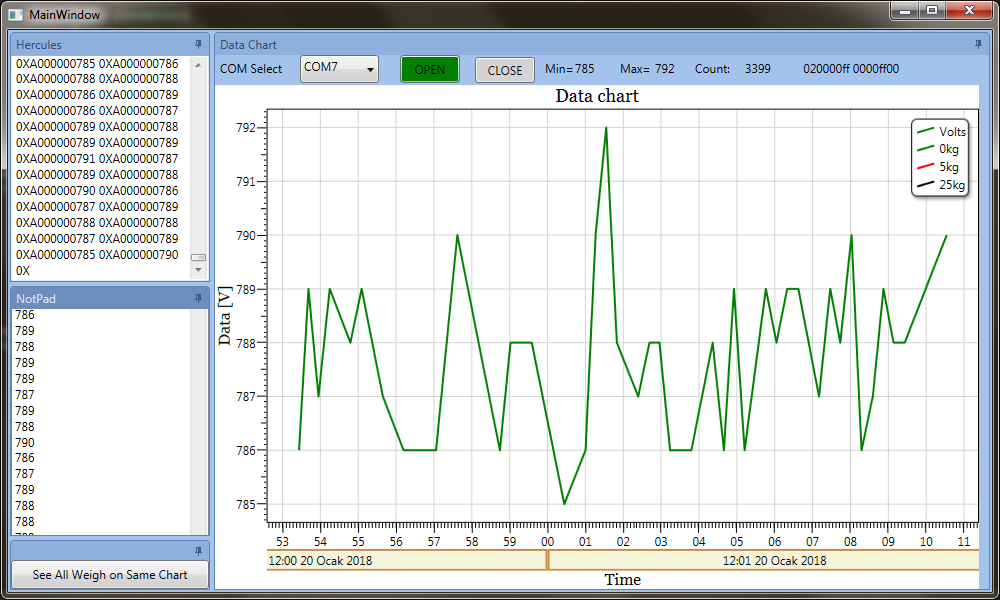 MainWindow
Hercules
0XA000000785 0XA000000786
0XA000000788 0XA000000788
0XA000000786 0XA000000789
0XA000000786 0XA000000787
0XA000000789 0XA000000788
0XA000000789 0XA000000789
0XA000000791 0XA000000787
0XA000000789 0XA000000788
0XA000000790 0XA000000786
0XA000000787 0XA000000789
0XA000000788 0XA000000788
0XA000000787 0XA000000789
0XA000000785 0XA000000790
0X
NotPad
786
789
788
789
789
787
789
788
790
786
787
789
788
788
See All Weigh on Same Chart
Data Chart
COM Select COM7 OPEN CLOSE Min= 785 Max= 792 Count: 3399 020000ff 0000ff00
Data chart
Volts
0kg
5kg
25kg
Data [V]
792
791
790
789
788
787
786
785
53 54 55 56 57 58 59 00 01 02 03 04 05 06 07 08 09 10 11
12:00 20 Ocak 2018 12:01 20 Ocak 2018
Time